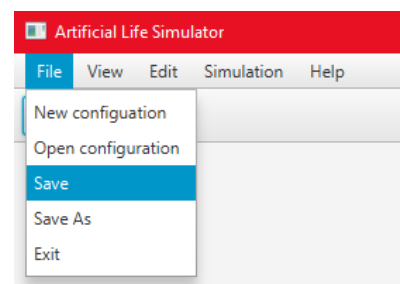 Artificial Life Simulator
File View Edit Simulation Help
New configuation
Open configuration
Save
Save As
Exit